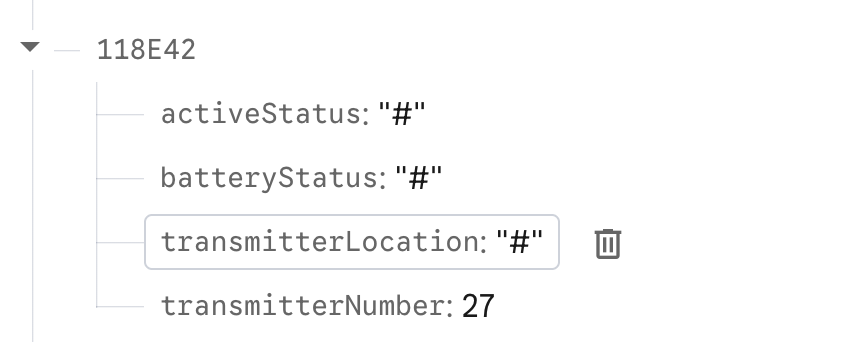 118E42
activeStatus: "#"
batteryStatus: "#"
transmitterLocation: "#"
transmitterNumber: 27